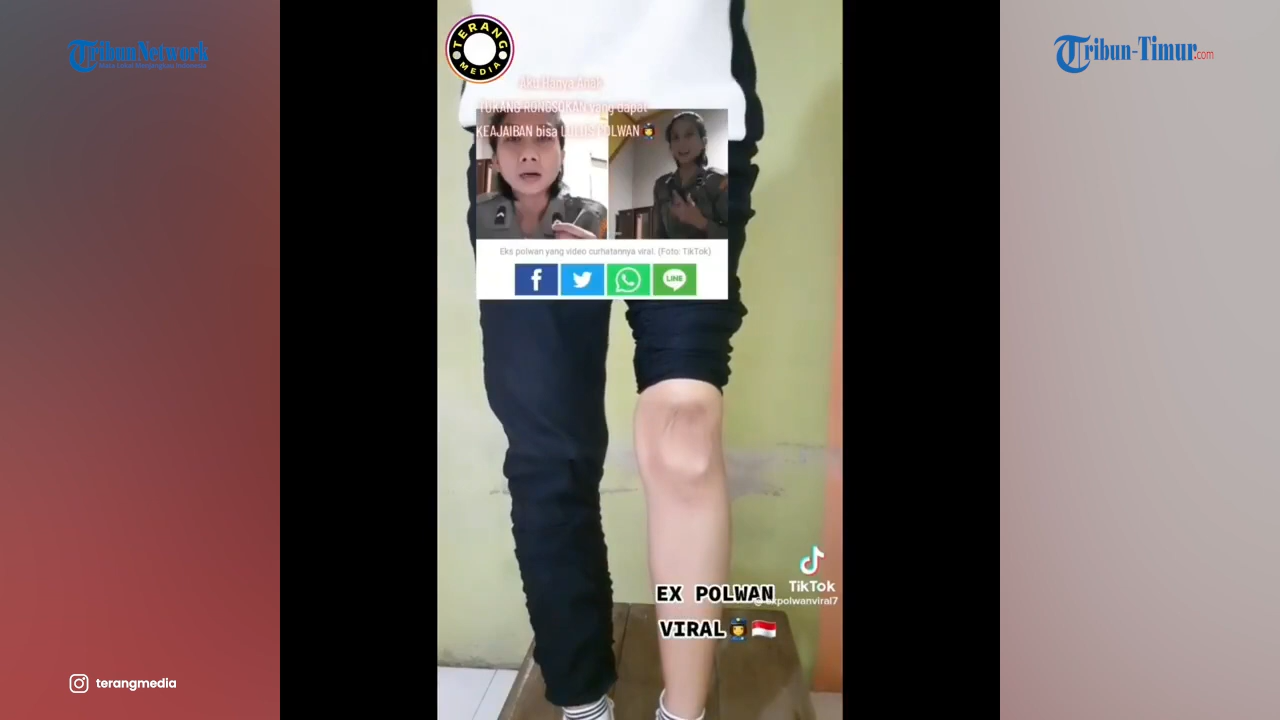 TribunNetwork
Tribun-Timur.com
TERANG
MEDIA
Aku Hanya Anak
TUKANG RONGSOKAN yang dapat
KEAJAIBAN bisa LULUS POLWAN
Eks polwan yang video curhatannya viral. (Foto: TikTok)
LINE
TikTok
EX POLWAN
VIRAL
terangmedia